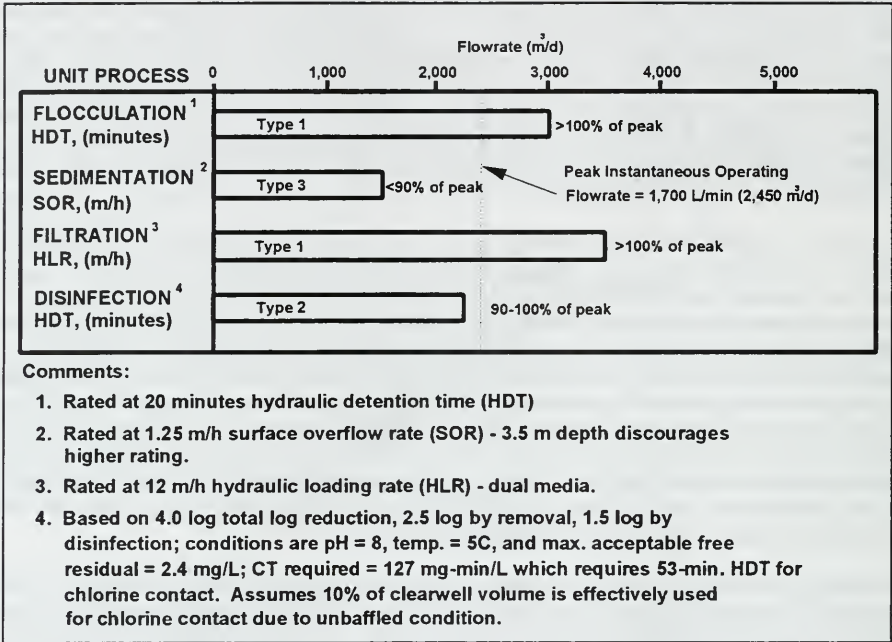 Flowrate (m³/d)
UNIT PROCESS 0 1,000 2,000 3,000 4,000 5,000
FLOCCULATION ¹
HDT, (minutes)
Type 1
>100% of peak
SEDIMENTATION ²
SOR, (m/h)
Type 3
<90% of peak
Peak Instantaneous Operating
Flowrate = 1,700 L/min (2,450 m³/d)
FILTRATION ³
HLR, (m/h)
Type 1
>100% of peak
DISINFECTION ⁴
HDT, (minutes)
Type 2
90-100% of peak
Comments:
1. Rated at 20 minutes hydraulic detention time (HDT)
2. Rated at 1.25 m/h surface overflow rate (SOR) - 3.5 m depth discourages
higher rating.
3. Rated at 12 m/h hydraulic loading rate (HLR) - dual media.
4. Based on 4.0 log total log reduction, 2.5 log by removal, 1.5 log by
disinfection; conditions are pH = 8, temp. = 5C, and max. acceptable free
residual = 2.4 mg/L; CT required = 127 mg-min/L which requires 53-min. HDT for
chlorine contact. Assumes 10% of clearwell volume is effectively used
for chlorine contact due to unbaffled condition.